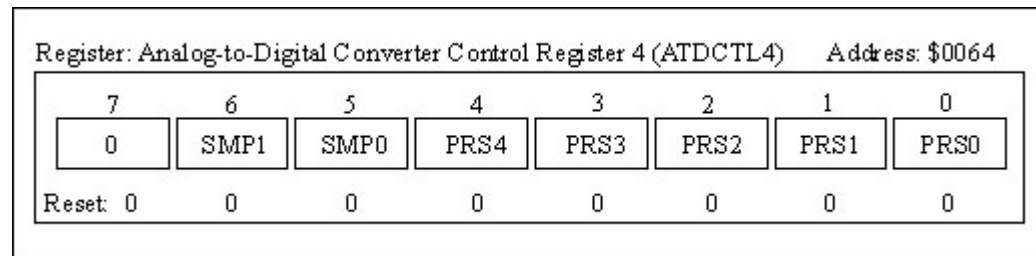 Register: Analog-to-Digital Converter Control Register 4 (ATDCTL4) Address: $0064
7 6 5 4 3 2 1 0
0 SMP1 SMP0 PRS4 PRS3 PRS2 PRS1 PRS0
Reset: 0 0 0 0 0 0 0 0